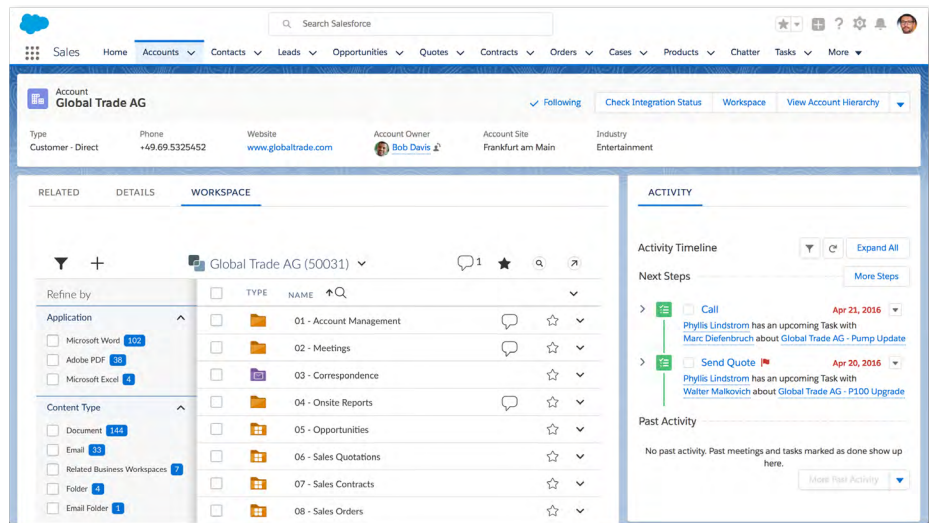 Search Salesforce
Sales Home Accounts Contacts Leads Opportunities Quotes Contracts Orders Cases Products Chatter Tasks More
Account
Global Trade AG
Following Check Integration Status Workspace View Account Hierarchy
Type Phone Website Account Owner Account Site Industry
Customer - Direct +49.69.5325452 www.globaltrade.com Bob Davis Frankfurt am Main Entertainment
RELATED DETAILS WORKSPACE
Global Trade AG (50031) 1
Refine by
Application
Microsoft Word 102
Adobe PDF 38
Microsoft Excel 4
Content Type
Document 144
Email 33
Related Business Workspaces 7
Folder 4
Email Folder 1
TYPE NAME
01 - Account Management
02 - Meetings
03 - Correspondence
04 - Onsite Reports
05 - Opportunities
06 - Sales Quotations
07 - Sales Contracts
08 - Sales Orders
ACTIVITY
Activity Timeline Expand All
Next Steps More Steps
Call Apr 21, 2016
Phyllis Lindstrom has an upcoming Task with
Marc Diefenbruch about Global Trade AG - Pump Update
Send Quote Apr 20, 2016
Phyllis Lindstrom has an upcoming Task with
Walter Malkovich about Global Trade AG - P100 Upgrade
Past Activity
No past activity. Past meetings and tasks marked as done show up
here.
More Past Activity